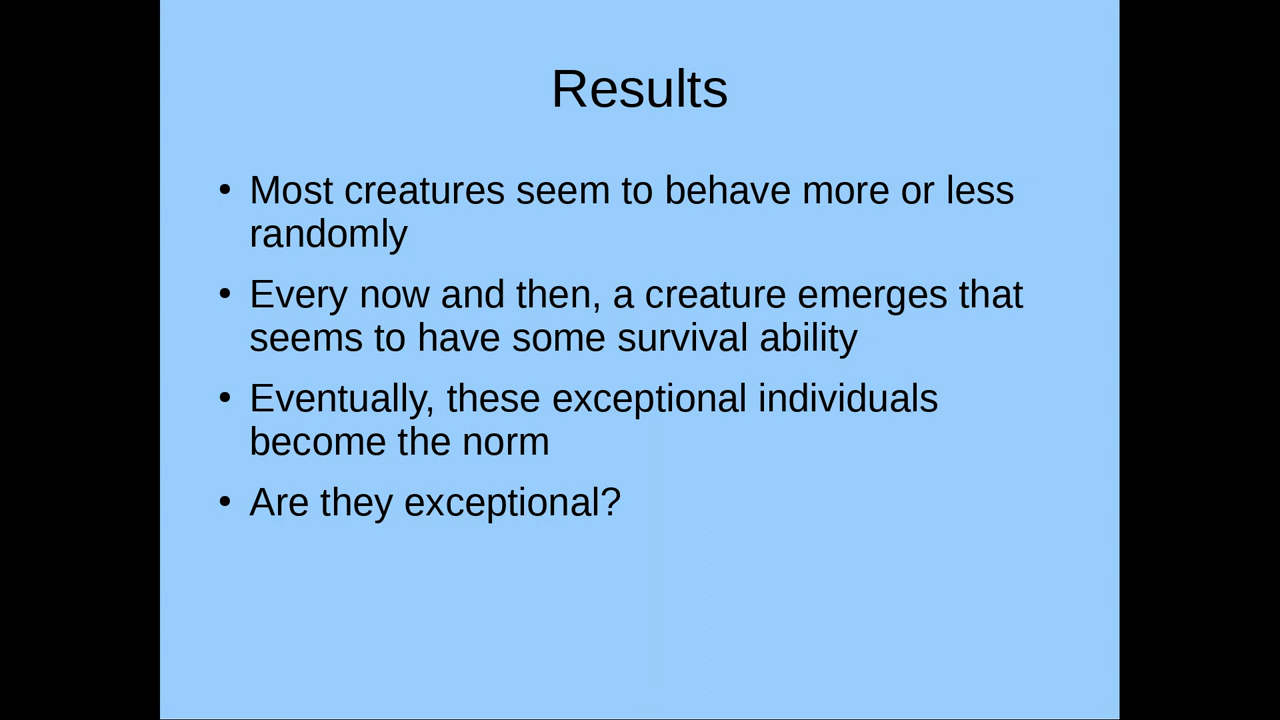 Results
• Most creatures seem to behave more or less
randomly
• Every now and then, a creature emerges that
seems to have some survival ability
• Eventually, these exceptional individuals
become the norm
• Are they exceptional?